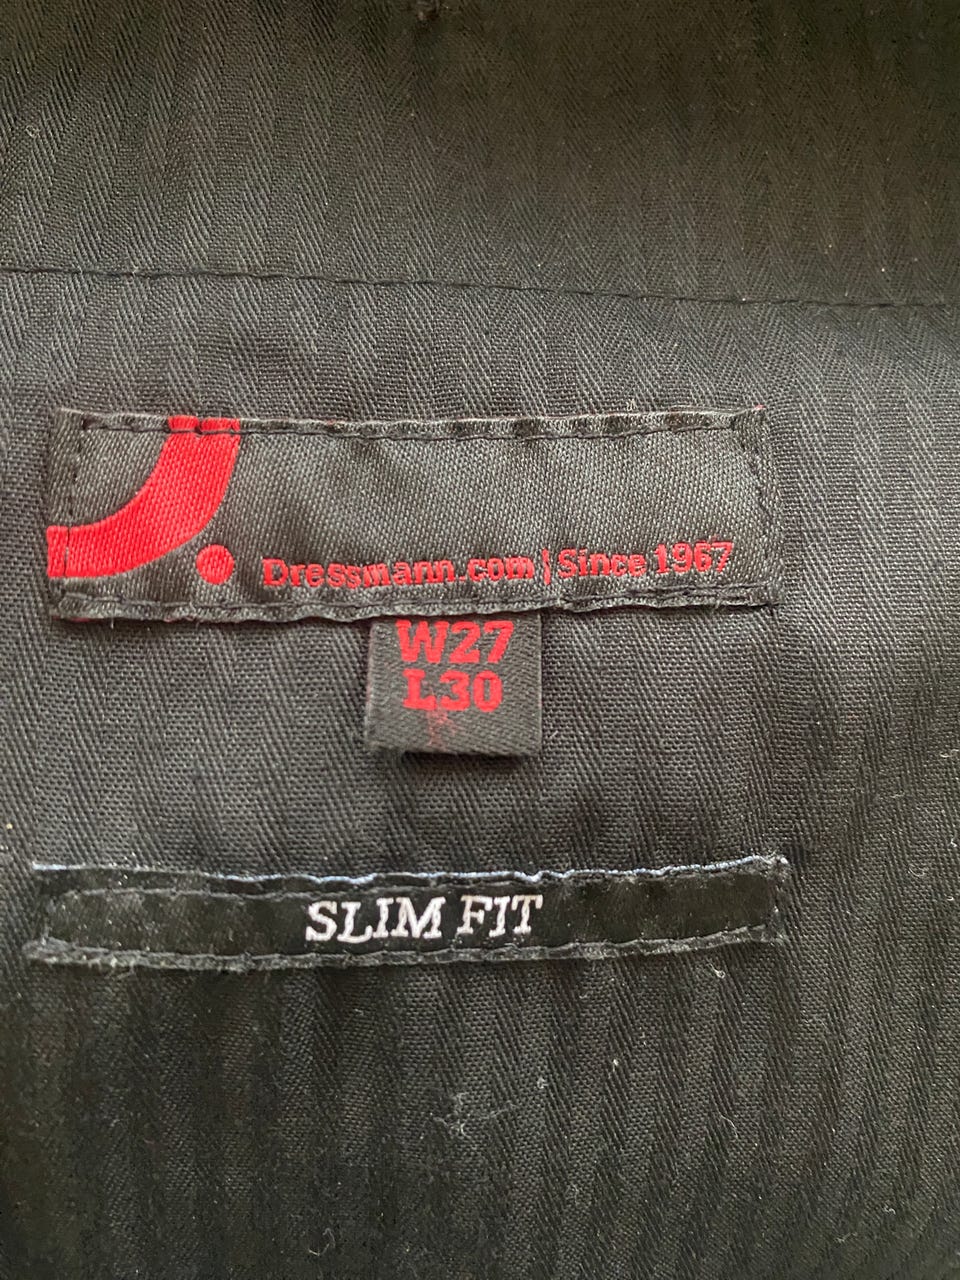 Dressmann.com | Since 1967
W27
L30
SLIM FIT